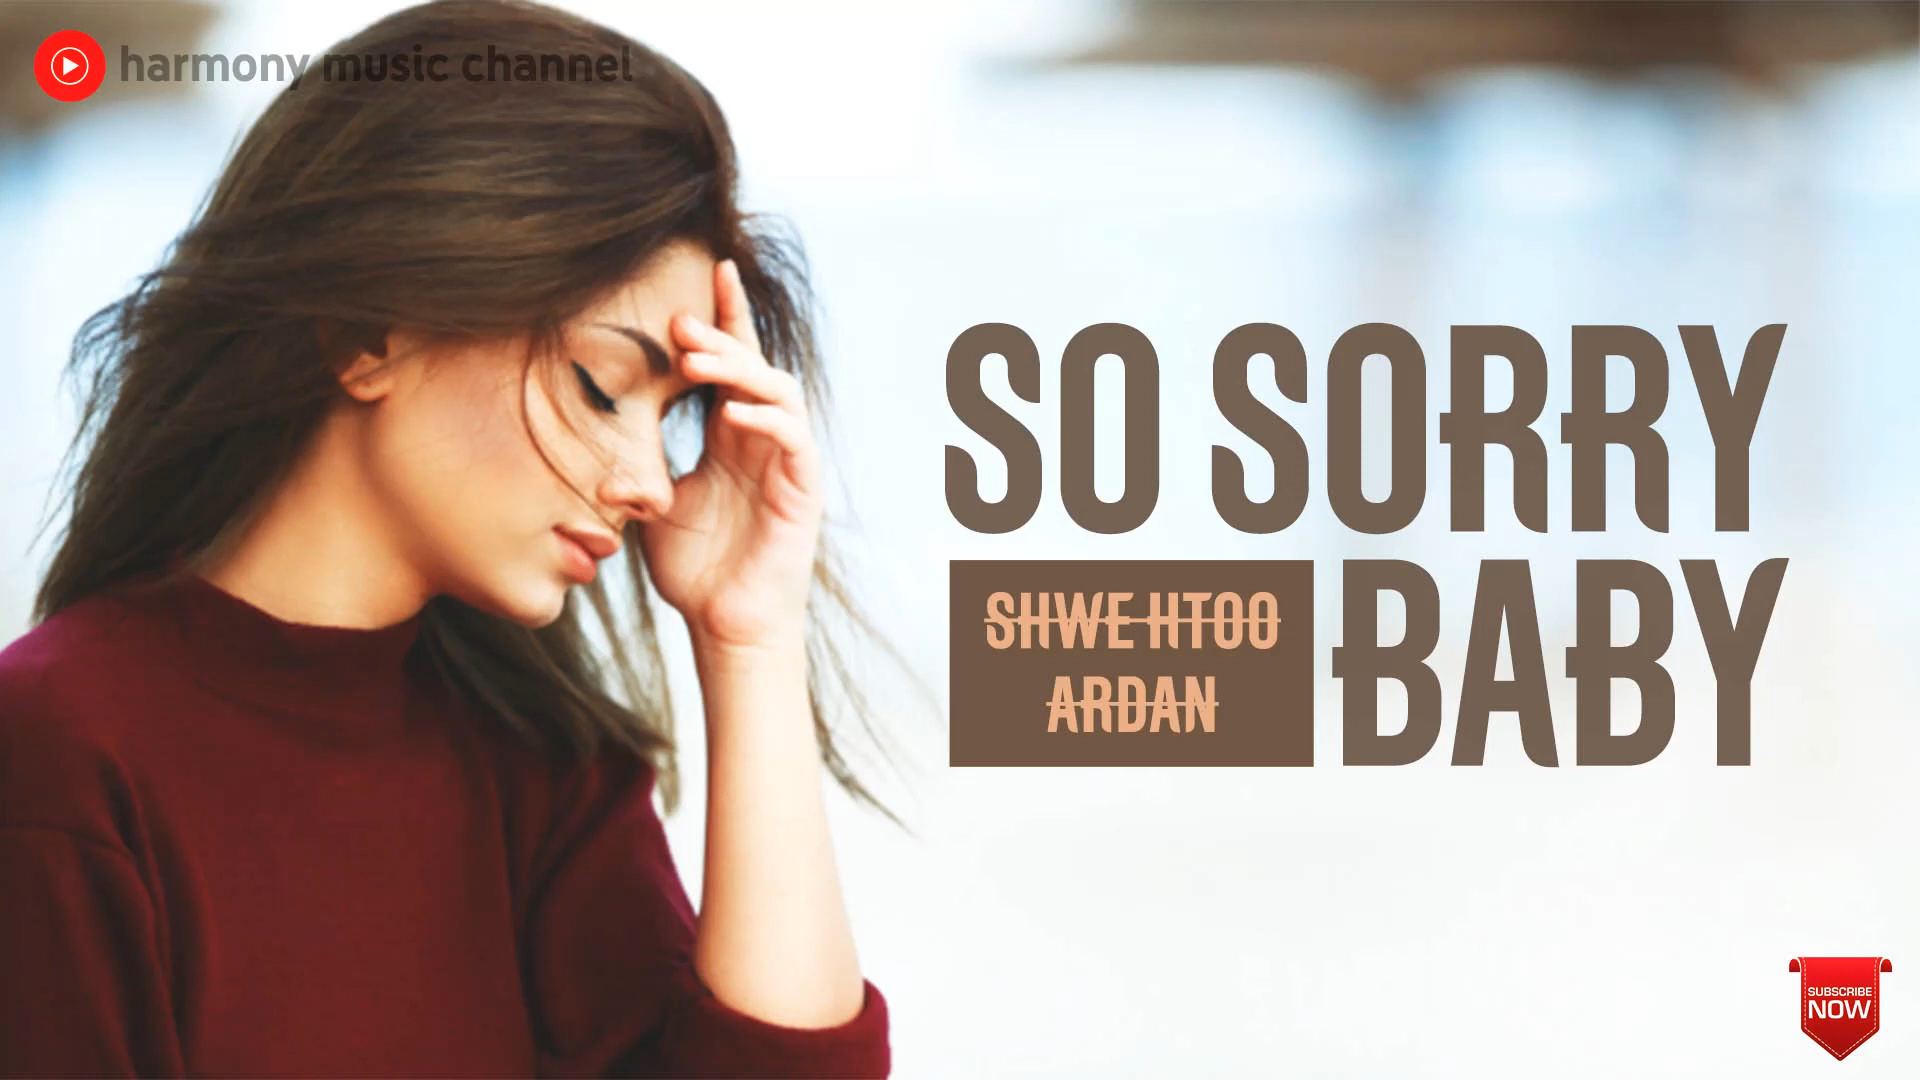 harmony music channel
SO SORRY
SHWE HTOO
ARDAN
BABY
SUBSCRIBE
NOW